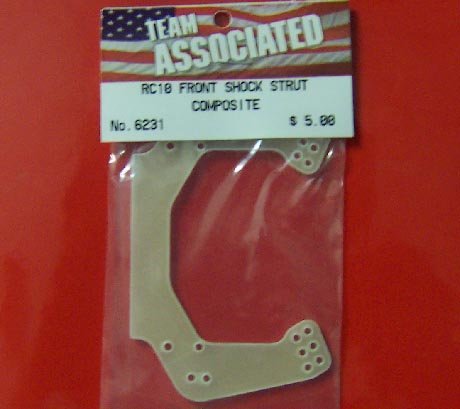 TEAM
ASSOCIATED
RC10 FRONT SHOCK STRUT
COMPOSITE
No.6231 $ 5.00